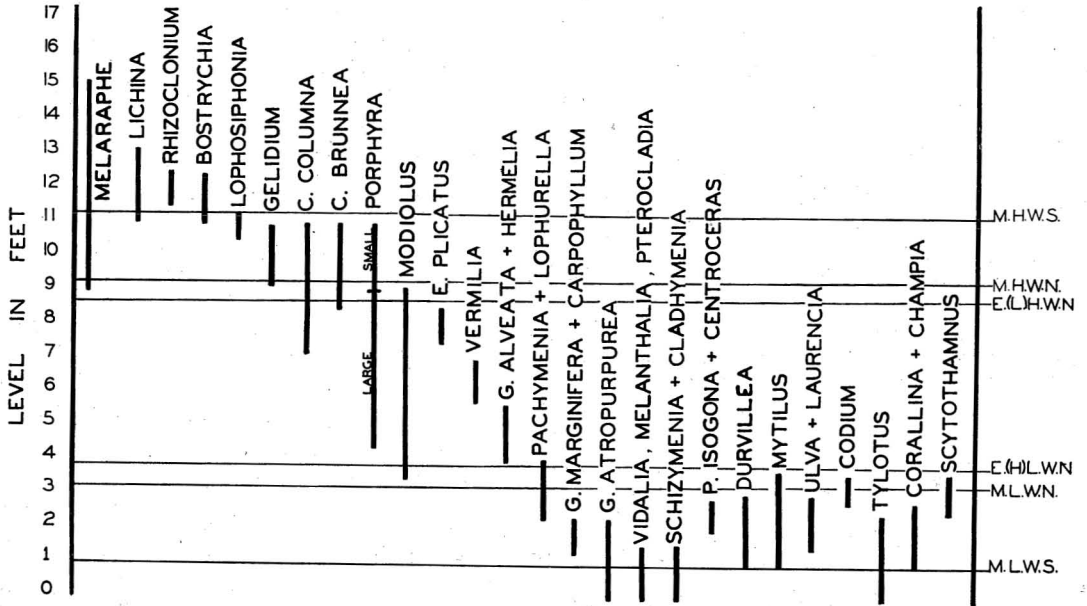 LEVEL IN FEET
17
16
15
14
13
12
11
10
9
8
7
6
5
4
3
2
1
0
MELARAPHE
LICHINA
RHIZOCLONIUM
BOSTRYCHIA
LOPHOSIPHONIA
GELIDIUM
C. COLUMNA
C. BRUNNEA
PORPHYRA
SMALL
LARGE
MODIOLUS
E. PLICATUS
VERMILIA
G. ALVEATA + HERMELIA
PACHYMENIA + LOPHURELLA
G. MARGINIFERA + CARPOPHYLLUM
G. ATROPURPUREA
VIDALIA, MELANTHALIA, PTEROCLADIA
SCHIZYMENIA + CLADHYMENIA
P. ISOGONA + CENTROCERAS
DURVILLEA
MYTILUS
ULVA + LAURENCIA
CODIUM
TYLOTUS
CORALLINA + CHAMPIA
SCYTOTHAMNUS
M.H.W.S.
M.H.W.N.
E.(L)H.W.N
E.(H)L.W.N
M.L.W.N.
M.L.W.S.